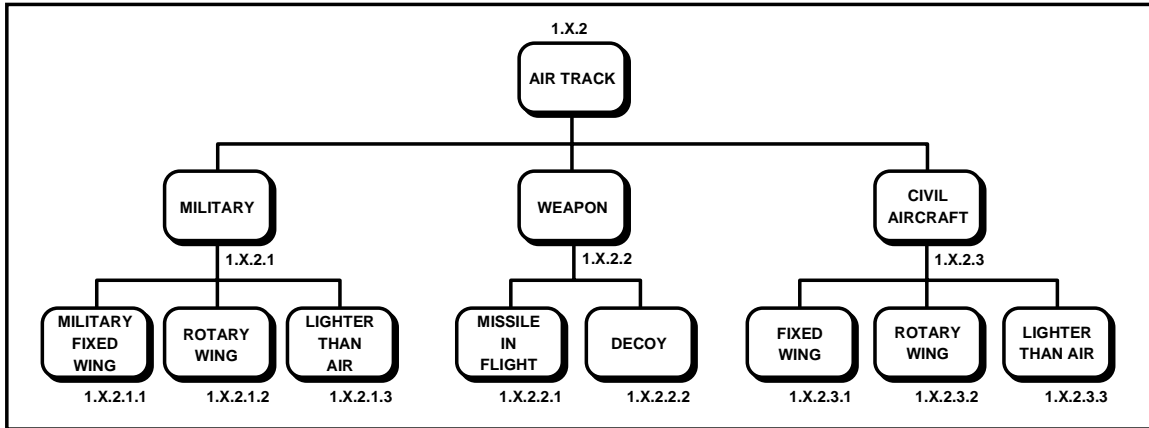 1.X.2
AIR TRACK
MILITARY
WEAPON
CIVIL
AIRCRAFT
1.X.2.1
1.X.2.2
1.X.2.3
MILITARY
FIXED
WING
ROTARY
WING
LIGHTER
THAN
AIR
MISSILE
IN
FLIGHT
DECOY
FIXED
WING
ROTARY
WING
LIGHTER
THAN AIR
1.X.2.1.1
1.X.2.1.2
1.X.2.1.3
1.X.2.2.1
1.X.2.2.2
1.X.2.3.1
1.X.2.3.2
1.X.2.3.3